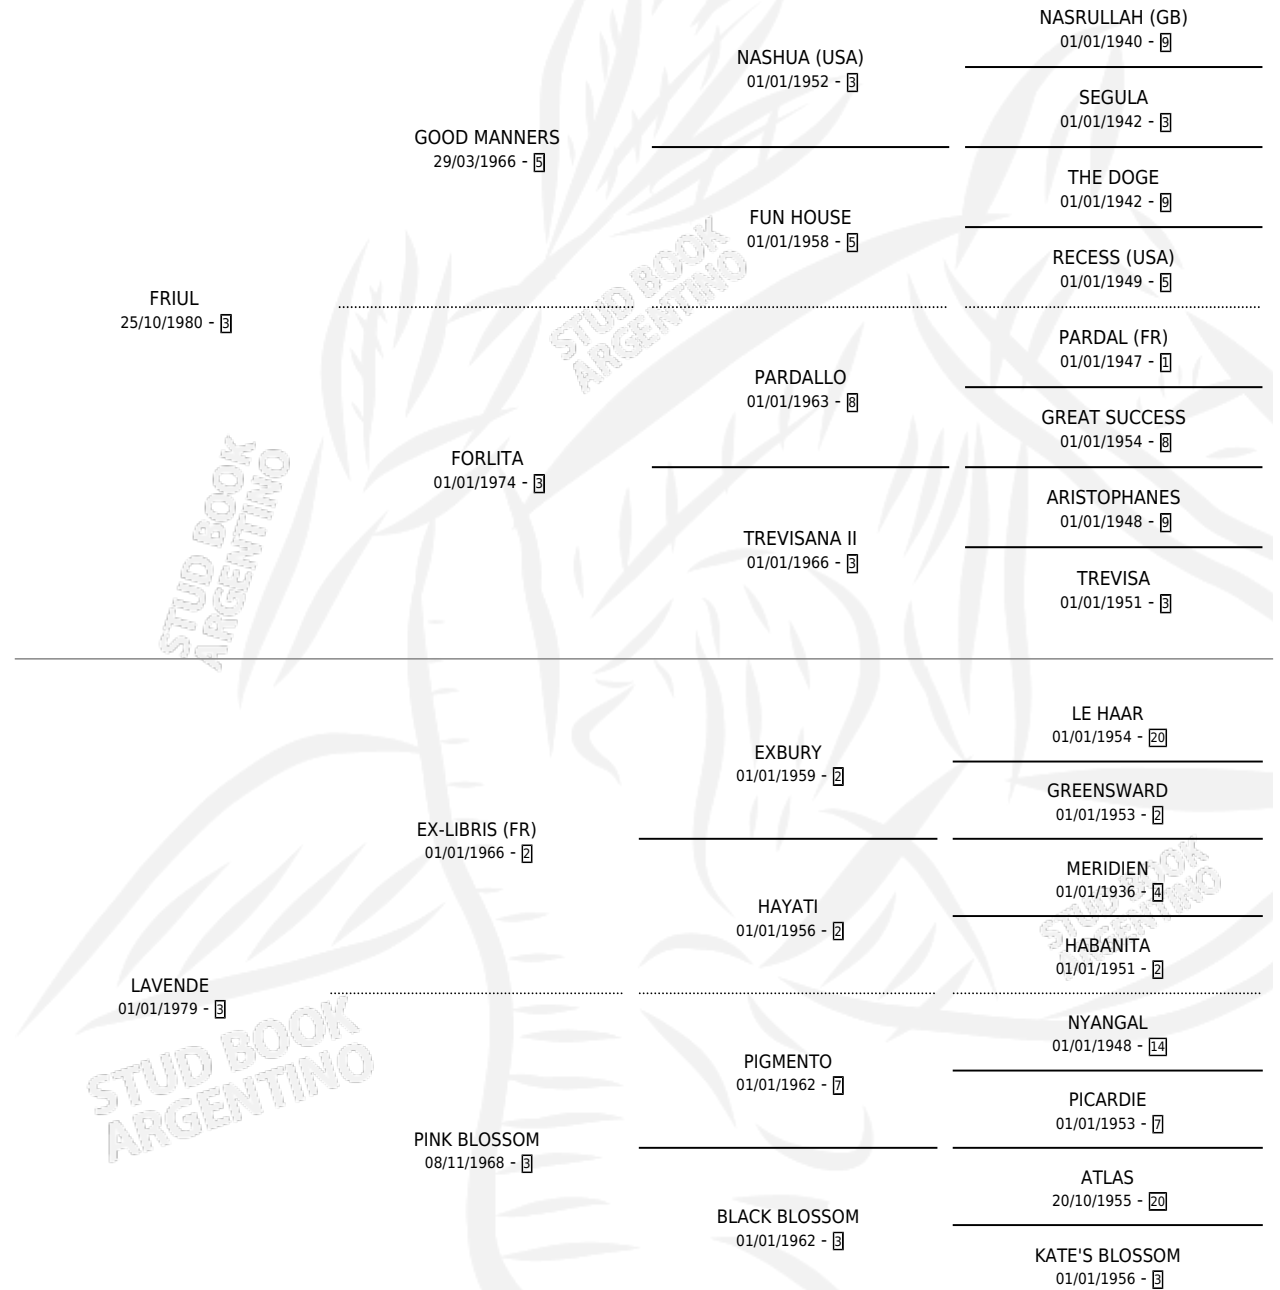 NASRULLAH (GB)
01/01/1940 - 9
NASHUA (USA)
01/01/1952 - 3
SEGULA
01/01/1942 - 3
GOOD MANNERS
29/03/1966 - 5
THE DOGE
01/01/1942 - 9
FUN HOUSE
01/01/1958 - 5
RECESS (USA)
01/01/1949 - 5
FRIUL
25/10/1980 - 3
PARDAL (FR)
01/01/1947 - 1
PARDALLO
01/01/1963 - 8
GREAT SUCCESS
01/01/1954 - 8
FORLITA
01/01/1974 - 3
ARISTOPHANES
01/01/1948 - 9
TREVISANA II
01/01/1966 - 3
TREVISA
01/01/1951 - 3
LE HAAR
01/01/1954 - 20
EXBURY
01/01/1959 - 2
GREENSWARD
01/01/1953 - 2
EX-LIBRIS (FR)
01/01/1966 - 2
MERIDIEN
01/01/1936 - 4
HAYATI
01/01/1956 - 2
HABANITA
01/01/1951 - 2
LAVENDE
01/01/1979 - 3
NYANGAL
01/01/1948 - 14
PIGMENTO
01/01/1962 - 7
PICARDIE
01/01/1953 - 7
PINK BLOSSOM
08/11/1968 - 3
ATLAS
20/10/1955 - 20
BLACK BLOSSOM
01/01/1962 - 3
KATE'S BLOSSOM
01/01/1956 - 3
STUD BOOK
ARGENTINO
STUD BOOK
ARGENTINO
STUD BOOK
ARGENTINO
STUD BOOK
ARGENTINO